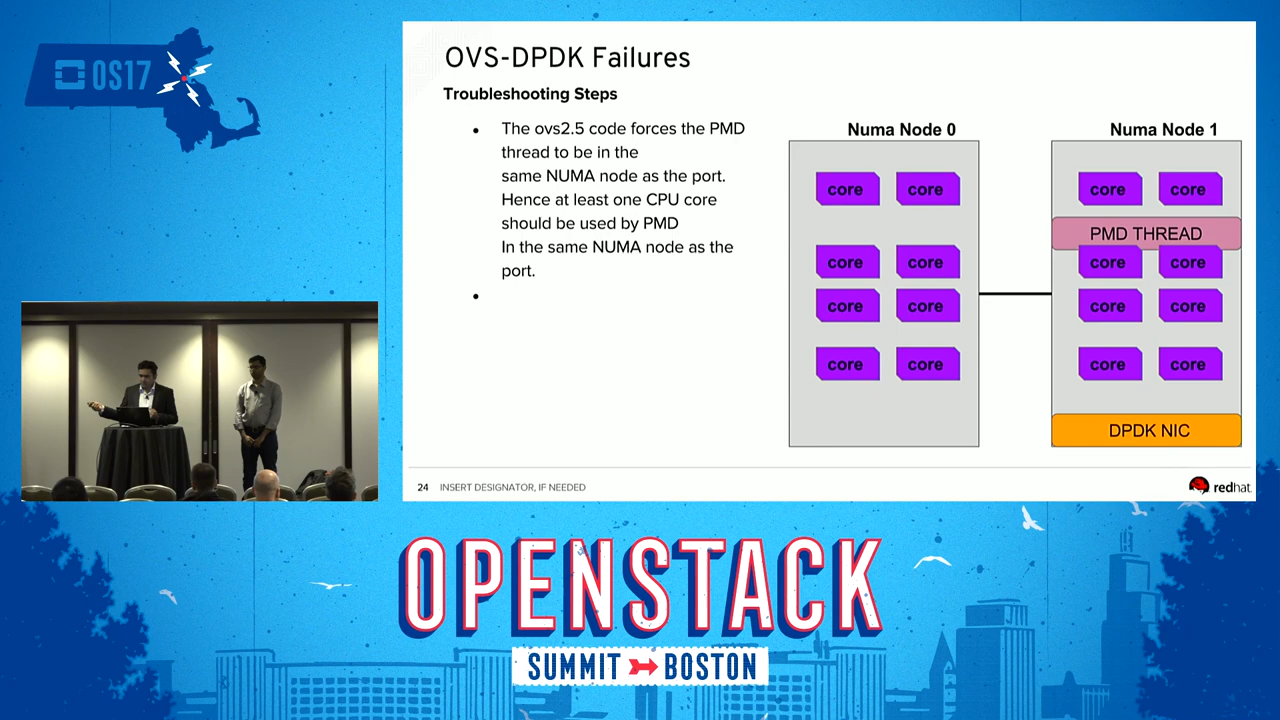 OS17
OVS-DPDK Failures
Troubleshooting Steps
The ovs2.5 code forces the PMD
thread to be in the
same NUMA node as the port.
Hence at least one CPU core
should be used by PMD
In the same NUMA node as the
port.
Numa Node 0
core core
core core
core core
core core
Numa Node 1
core core
PMD THREAD
core core
core core
core core
DPDK NIC
24 INSERT DESIGNATOR, IF NEEDED
redhat.
OPENSTACK
SUMMIT BOSTON